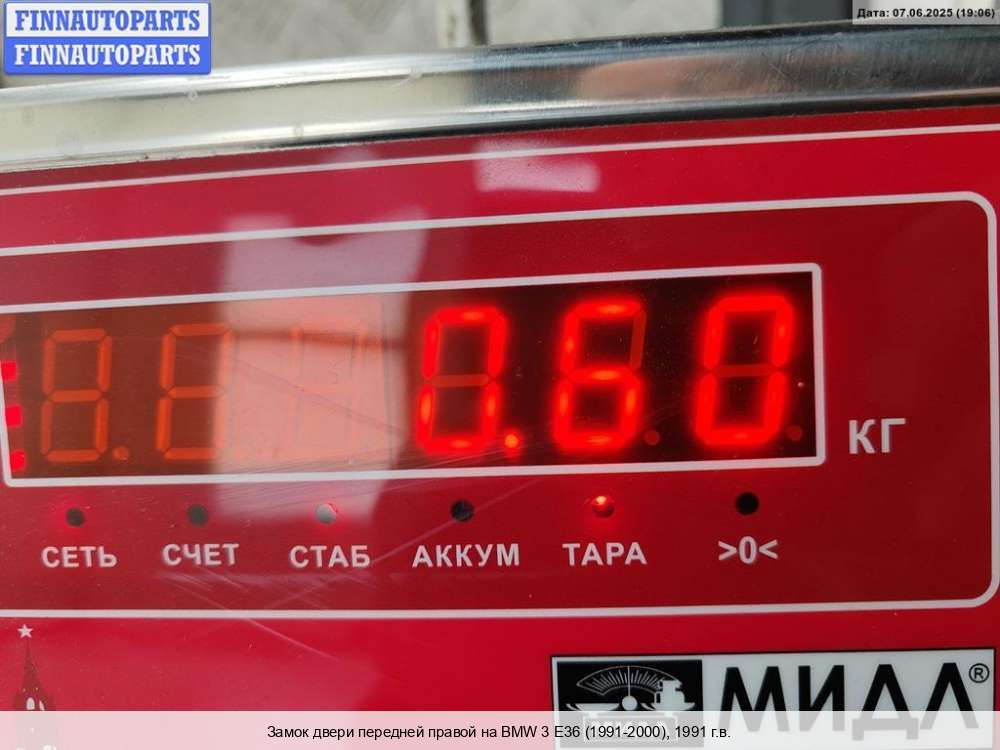 FINNAUTOPARTS
FINNAUTOPARTS
Дата: 07.06.2025 (19:06)
0.60
КГ
СЕТЬ СЧЕТ СТАБ АККУМ ТАРА >0<
МИДЛ®
Замок двери передней правой на BMW 3 E36 (1991-2000), 1991 г.в.